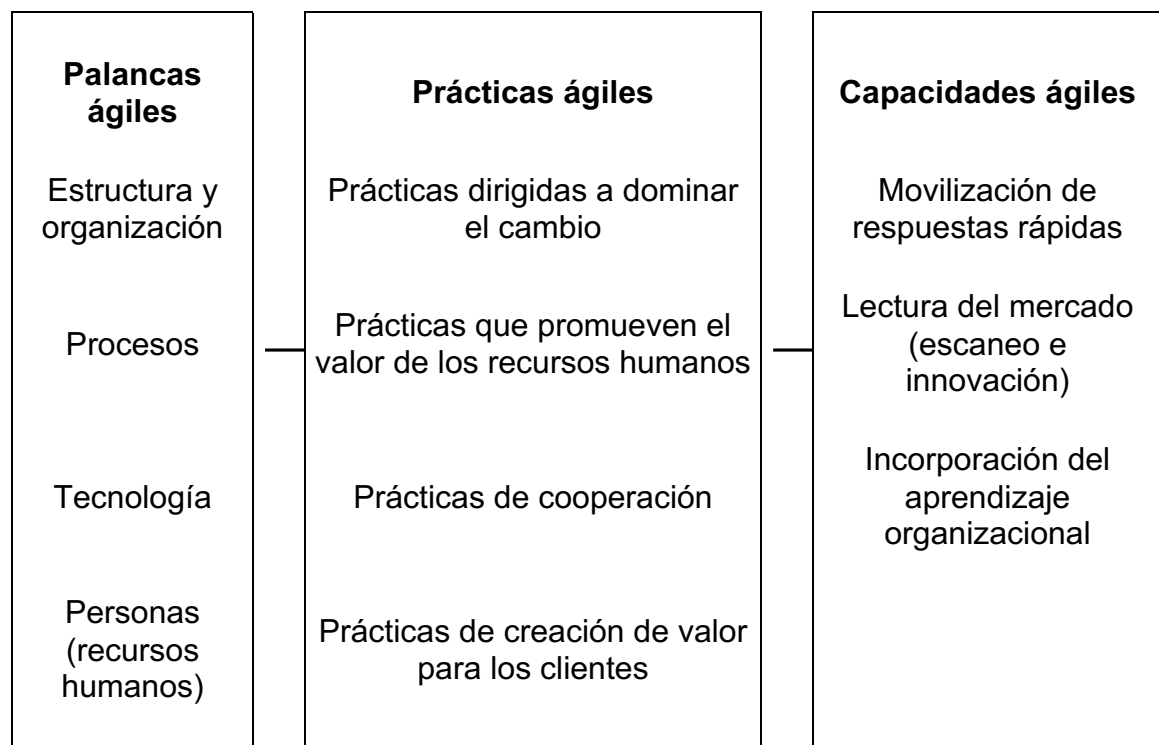 Palancas
ágiles
Estructura y
organización
Procesos
Tecnología
Personas
(recursos
humanos)
Prácticas ágiles
Prácticas dirigidas a dominar
el cambio
Prácticas que promueven el
valor de los recursos humanos
Prácticas de cooperación
Prácticas de creación de valor
para los clientes
Capacidades ágiles
Movilización de
respuestas rápidas
Lectura del mercado
(escaneo e
innovación)
Incorporación del
aprendizaje
organizacional